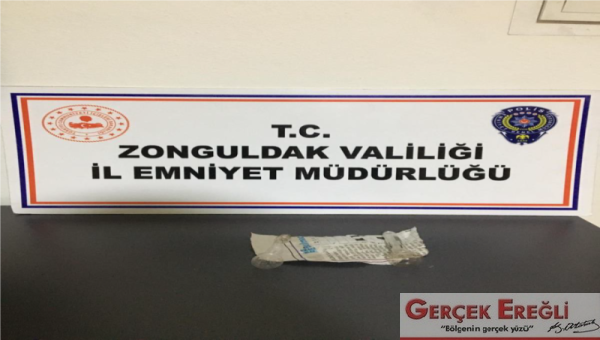 T.C.
ZONGULDAK VALİLİĞİ
İL EMNİYET MÜDÜRLÜĞÜ
POLİS
GERÇEK EREĞLİ
“Bölgenin gerçek yüzü”